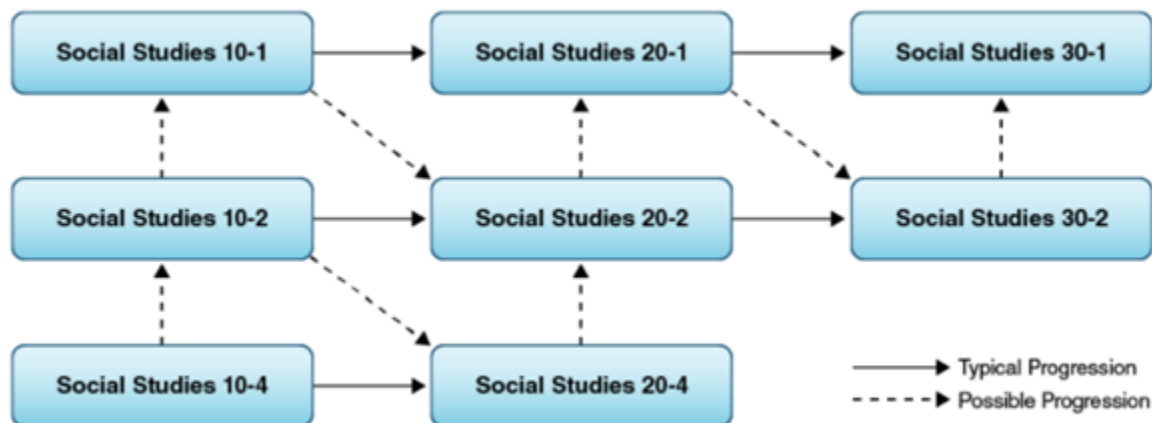 Social Studies 10-1
Social Studies 20-1
Social Studies 30-1
Social Studies 10-2
Social Studies 20-2
Social Studies 30-2
Social Studies 10-4
Social Studies 20-4
Typical Progression
Possible Progression